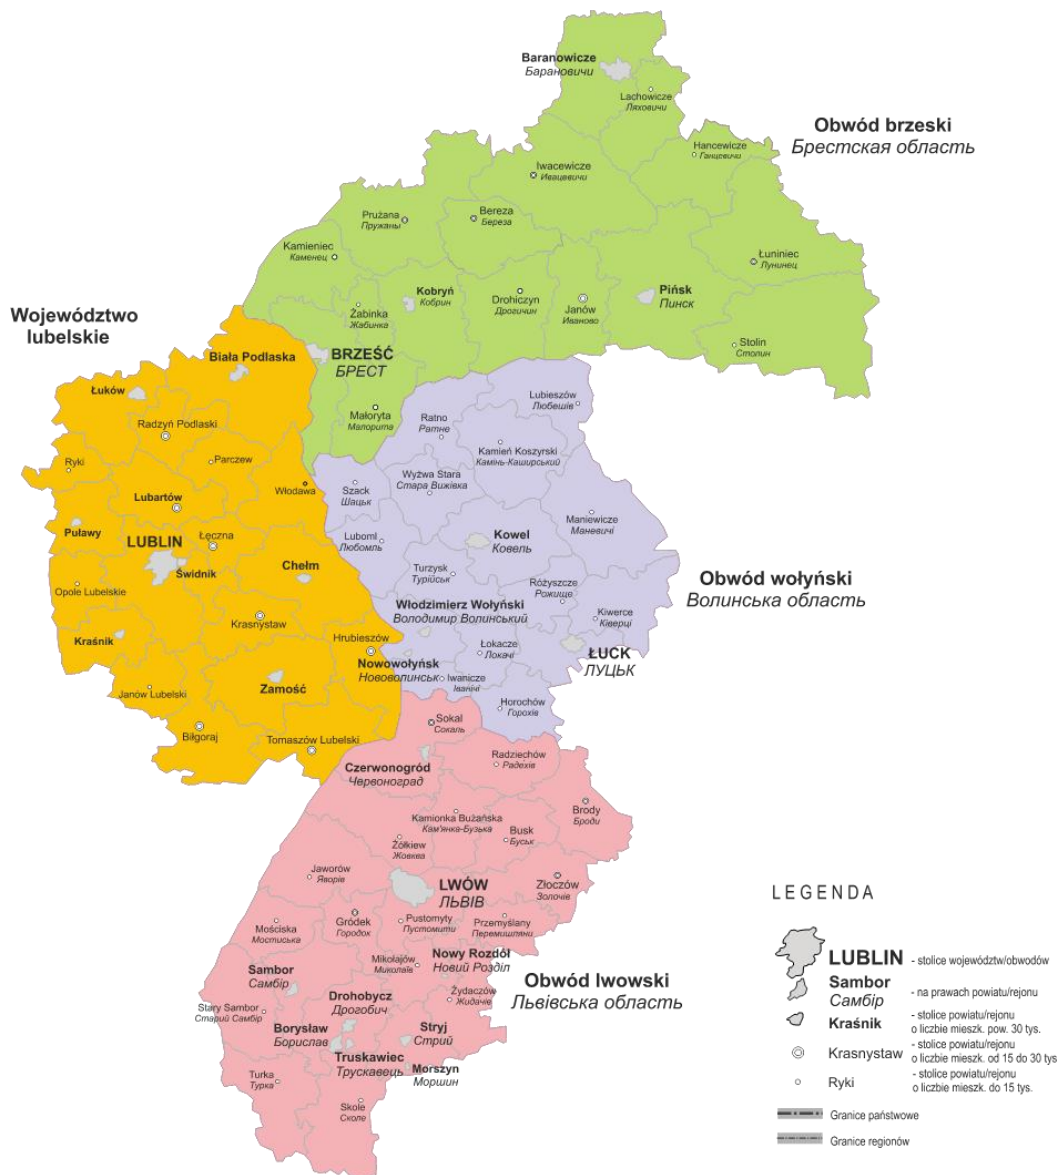 Baranowicze
Барановичи
Lachowicze
Ляховичи
Obwód brzeski
Брестская область
Hancewicze
Ганцевичи
Iwacewicze
Ивацевичи
Prużana
Пружаны
Bereza
Береза
Kamieniec
Каменец
Łuniniec
Лунинец
Kobryń
Кобрин
Drohiczyn
Дрогичин
Janów
Иваново
Pińsk
Пинск
Żabinka
Жабинка
Stolin
Столин
BRZEŚĆ
БРЕСТ
Małoryta
Малорита
Województwo
lubelskie
Biała Podlaska
Łuków
Radzyń Podlaski
Ryki
Parczew
Włodawa
Lubartów
Puławy
LUBLIN
Łęczna
Świdnik
Chełm
Opole Lubelskie
Krasnystaw
Kraśnik
Hrubieszów
Zamość
Janów Lubelski
Biłgoraj
Tomaszów Lubelski
Lubieszów
Любешів
Ratno
Ратне
Kamień Koszyrski
Камінь-Каширський
Wyżwa Stara
Стара Вижівка
Szack
Шацьк
Maniewicze
Маневичі
Luboml
Любомль
Kowel
Ковель
Turzysk
Турійськ
Rożyszcze
Рожище
Obwód wołyński
Волинська область
Włodzimierz Wołyński
Володимир Волинський
Kiwerce
Ківерці
Łokacze
Локачі
ŁUCK
ЛУЦЬК
Nowowołyńsk
Нововолинськ
Iwanicze
Іваничі
Horochów
Горохів
Sokal
Сокаль
Radziechów
Радехів
Czerwonogród
Червоноград
Brody
Броди
Kamionka Bużańska
Кам'янка-Бузька
Busk
Буськ
Żółkiew
Жовква
Jaworów
Яворів
LWÓW
ЛЬВІВ
Złoczów
Золочів
Mościska
Мостиська
Gródek
Городок
Pustomyty
Пустомити
Przemyślany
Перемишляни
Mikołajów
Миколаїв
Nowy Rozdół
Новий Розділ
Sambor
Самбір
Obwód lwowski
Львівська область
Drohobycz
Дрогобич
Żydaczów
Жидачів
Stary Sambor
Старий Самбір
Borysław
Борислав
Stryj
Стрий
Truskawiec
Трускавець
Morszyn
Моршин
Turka
Турка
Skole
Сколе
LEGENDA
LUBLIN - stolice województw/obwodów
Sambor
Самбір - na prawach powiatu/rejonu
Kraśnik - stolice powiatu/rejonu
o liczbie mieszk. pow. 30 tys.
Krasnystaw - stolice powiatu/rejonu
o liczbie mieszk. od 15 do 30 tys
Ryki - stolice powiatu/rejonu
o liczbie mieszk. do 15 tys.
Granice państwowe
Granice regionów